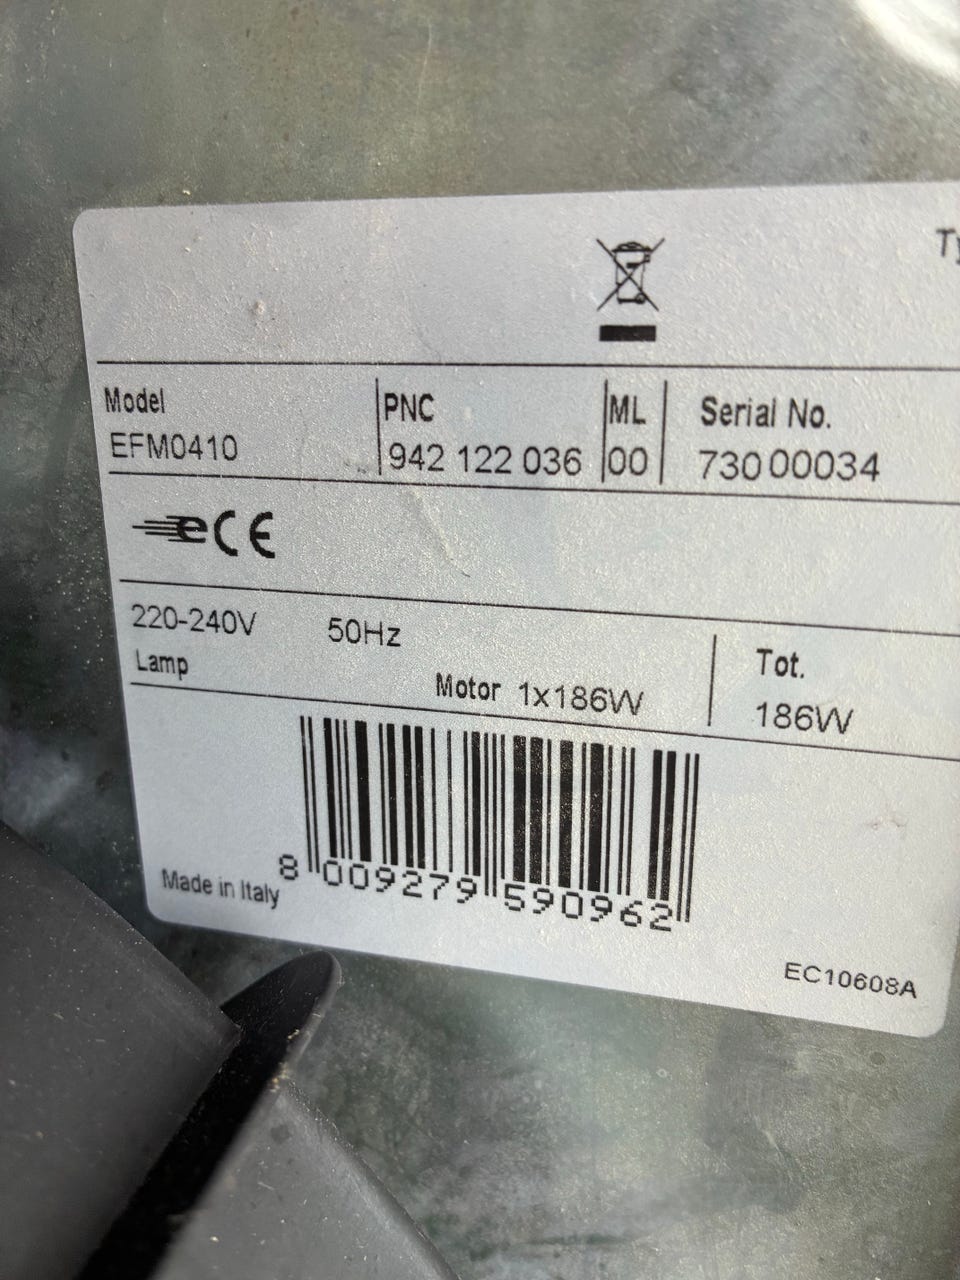 Model PNC ML Serial No.
EFM0410 942 122 036 00 730 00034
CE
220-240V 50Hz
Lamp Motor 1x186W Tot. 186W
8 009279 590962
Made in Italy
EC10608A